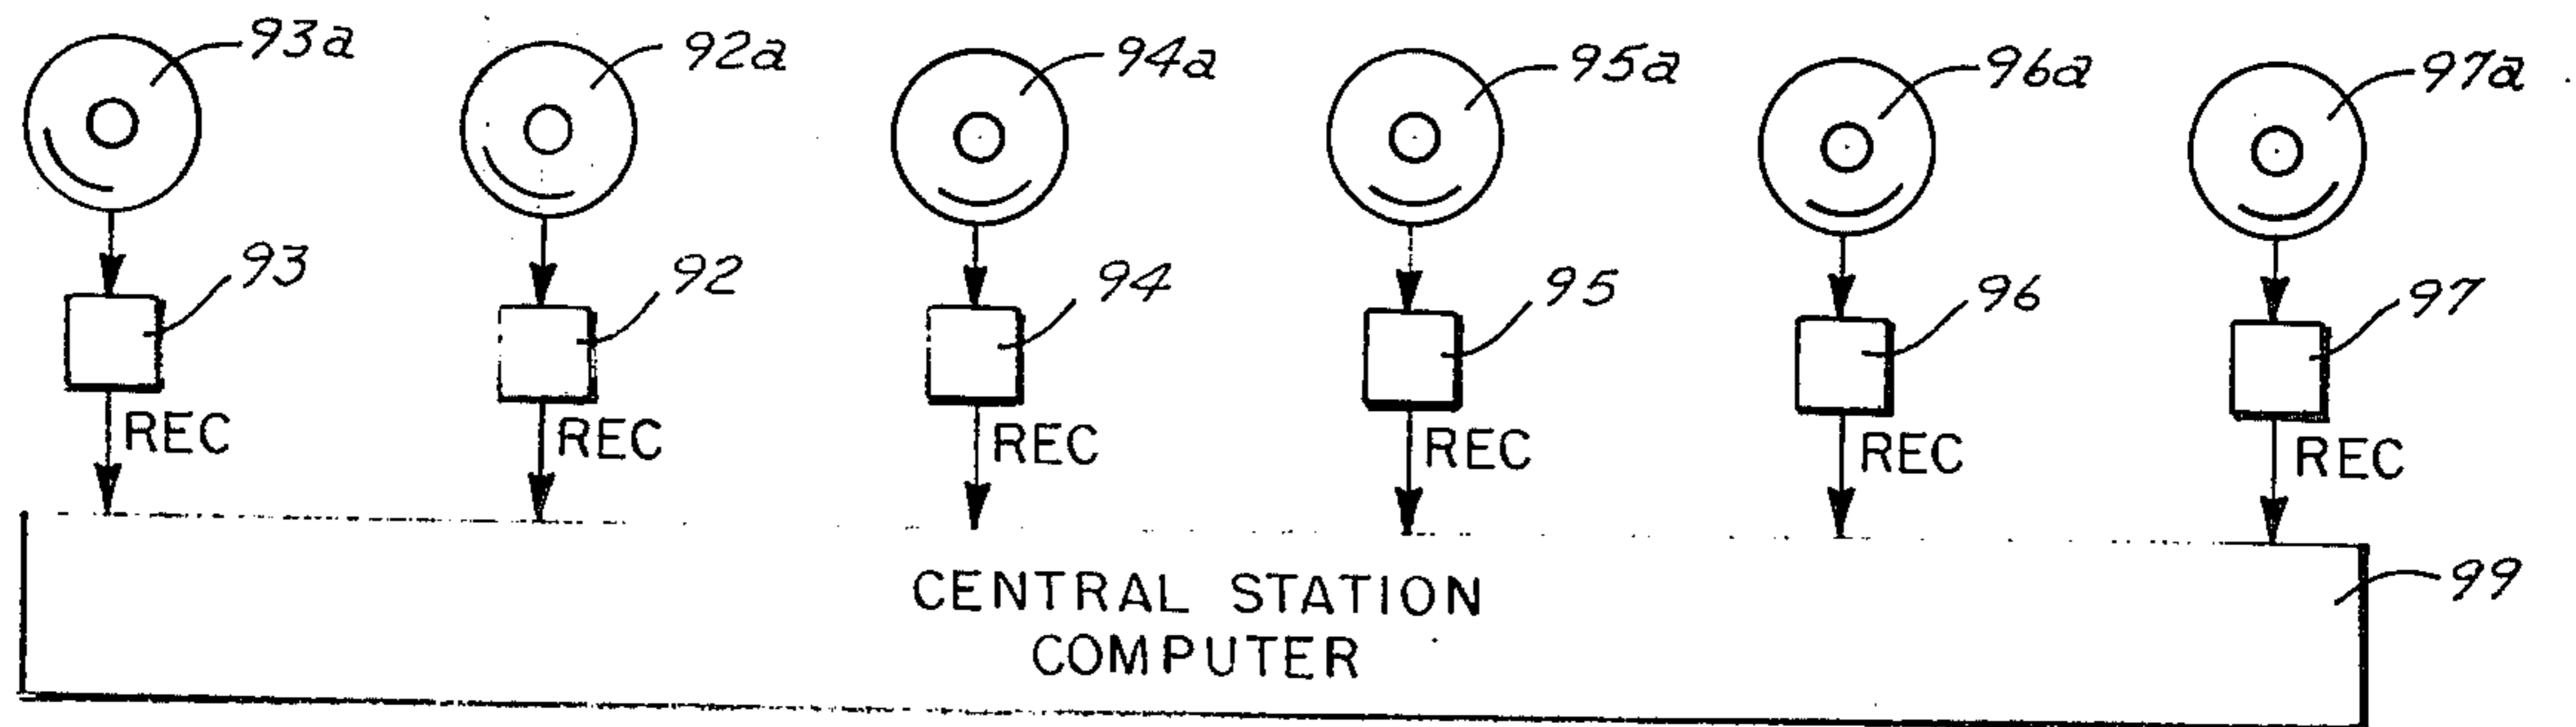 93a 92a 94a 95a 96a 97a
93 92 94 95 96 97
REC REC REC REC REC REC
CENTRAL STATION
COMPUTER
99